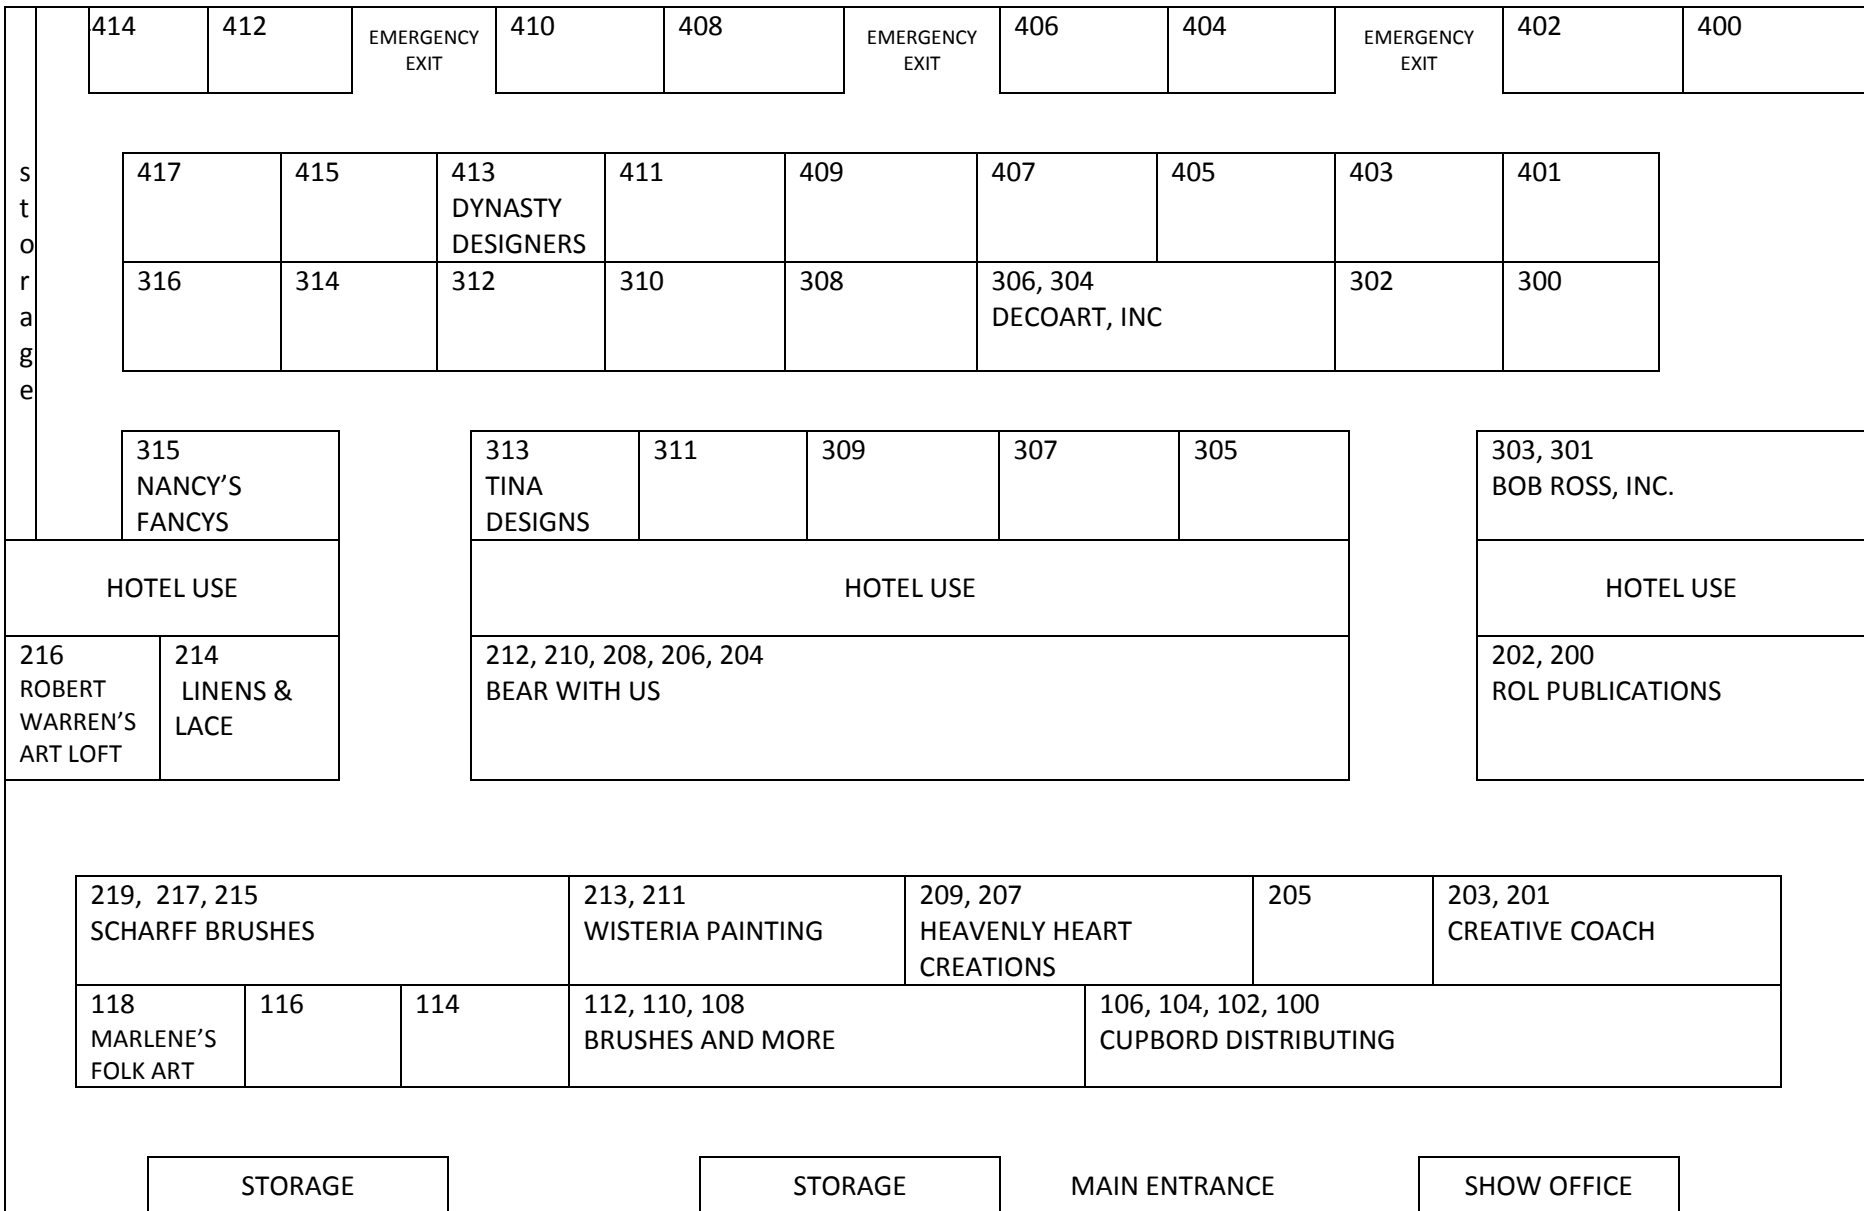 414 412 EMERGENCY EXIT 410 408 EMERGENCY EXIT 406 404 EMERGENCY EXIT 402 400
storage
417 415 413 411 409 407 405 403 401
DYNASTY
DESIGNERS
316 314 312 310 308 306, 304 302 300
DECOART, INC
315 313 311 309 307 305 303, 301
NANCY’S TINA BOB ROSS, INC.
FANCYS DESIGNS
HOTEL USE HOTEL USE HOTEL USE
216 214 212, 210, 208, 206, 204 202, 200
ROBERT LINENS & BEAR WITH US ROL PUBLICATIONS
WARREN’S LACE
ART LOFT
219, 217, 215 213, 211 209, 207 205 203, 201
SCHARFF BRUSHES WISTERIA PAINTING HEAVENLY HEART CREATIVE COACH
CREATIONS
118 116 114 112, 110, 108 106, 104, 102, 100
MARLENE’S BRUSHES AND MORE CUPBORD DISTRIBUTING
FOLK ART
STORAGE STORAGE MAIN ENTRANCE SHOW OFFICE